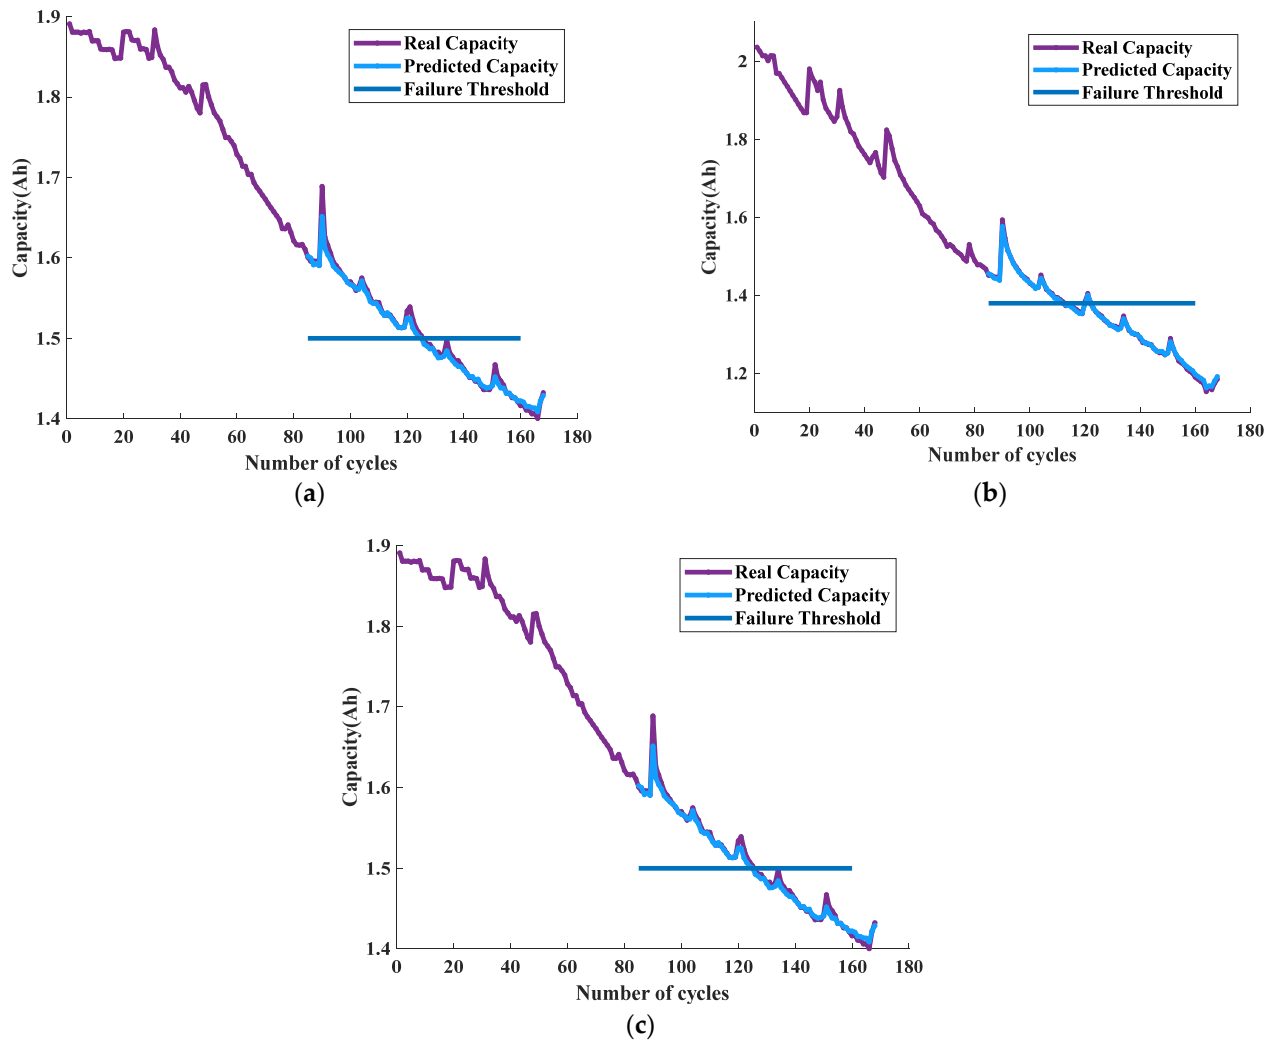 1.9
1.8
1.7
1.6
1.5
1.4
Capacity(Ah)
Real Capacity
Predicted Capacity
Failure Threshold
0 20 40 60 80 100 120 140 160 180
Number of cycles
(a)
2
1.8
1.6
1.4
1.2
Capacity(Ah)
Real Capacity
Predicted Capacity
Failure Threshold
0 20 40 60 80 100 120 140 160 180
Number of cycles
(b)
1.9
1.8
1.7
1.6
1.5
1.4
Capacity(Ah)
Real Capacity
Predicted Capacity
Failure Threshold
0 20 40 60 80 100 120 140 160 180
Number of cycles
(c)